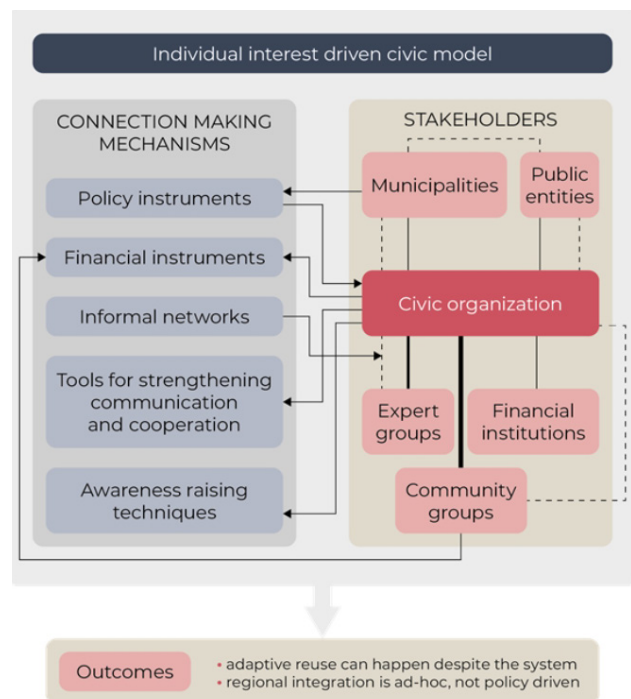 Individual interest driven civic model
CONNECTION MAKING
MECHANISMS
Policy instruments
Financial instruments
Informal networks
Tools for strengthening
communication
and cooperation
Awareness raising
techniques
STAKEHOLDERS
Municipalities
Public
entities
Civic organization
Expert
groups
Financial
institutions
Community
groups
Outcomes
• adaptive reuse can happen despite the system
• regional integration is ad-hoc, not policy driven